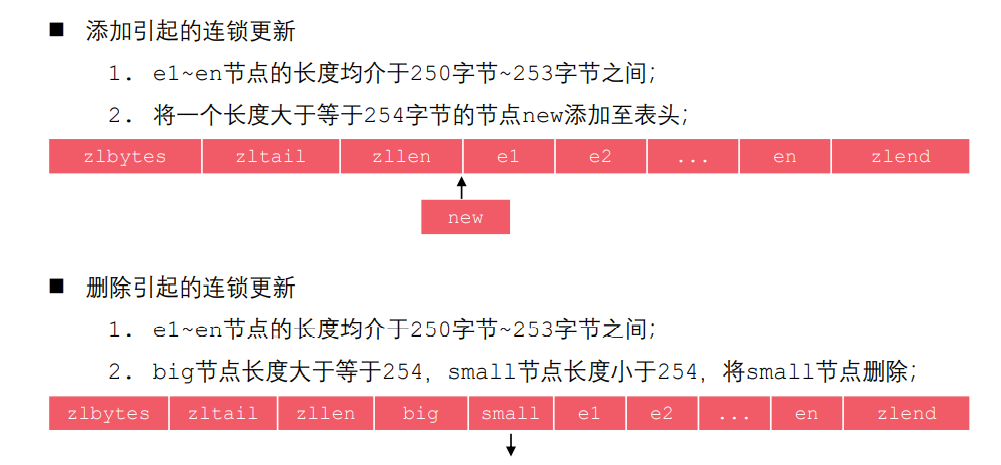 ■ 添加引起的连锁更新
1. e1~en节点的长度均介于250字节~253字节之间;
2. 将一个长度大于等于254字节的节点new添加至表头;
zlbytes zltail zllen e1 e2 ... en zlend
new
■ 删除引起的连锁更新
1. e1~en节点的长度均介于250字节~253字节之间;
2. big节点长度大于等于254, small节点长度小于254, 将small节点删除;
zlbytes zltail zllen big small e1 e2 ... en zlend